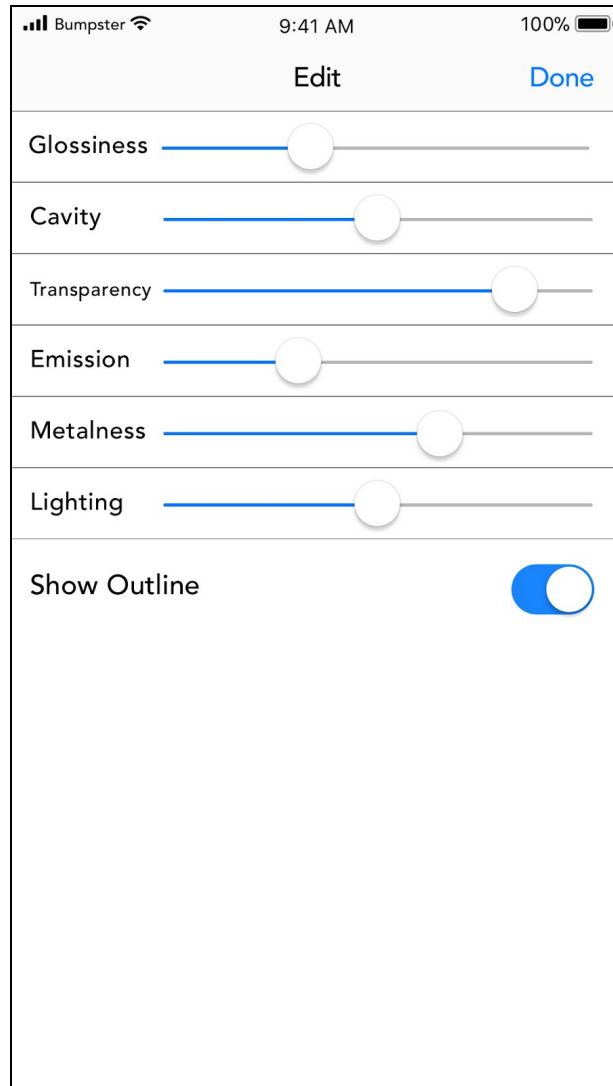 Bumpster 9:41 AM 100%
Edit Done
Glossiness
Cavity
Transparency
Emission
Metalness
Lighting
Show Outline